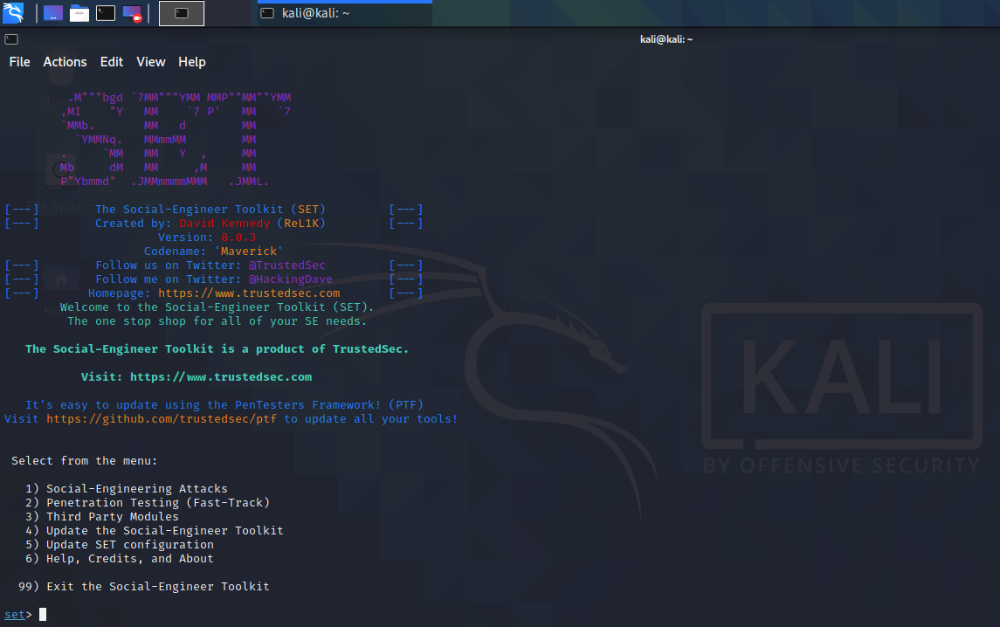 kali@kali: ~
kali@kali: ~
File Actions Edit View Help
.M"""bgd `7MM"""YMM MMP""MM""YMM
,MI    "Y   MM    `7 P'   MM   `7
`MMb.       MM   d        MM
  `YMMNq.   MMmmMM        MM
.     `MM   MM   Y  ,     MM
Mb     dM   MM     ,M     MM
P"Ybmmd"  .JMMmmmmMMM   .JMML.
[---]        The Social-Engineer Toolkit (SET)         [---]
[---]        Created by: David Kennedy (ReL1K)         [---]
Version: 8.0.3
Codename: 'Maverick'
[---]        Follow us on Twitter: @TrustedSec         [---]
[---]        Follow me on Twitter: @HackingDave        [---]
[---]       Homepage: https://www.trustedsec.com       [---]
Welcome to the Social-Engineer Toolkit (SET).
The one stop shop for all of your SE needs.
The Social-Engineer Toolkit is a product of TrustedSec.
Visit: https://www.trustedsec.com
It's easy to update using the PenTesters Framework! (PTF)
Visit https://github.com/trustedsec/ptf to update all your tools!
Select from the menu:
1) Social-Engineering Attacks
2) Penetration Testing (Fast-Track)
3) Third Party Modules
4) Update the Social-Engineer Toolkit
5) Update SET configuration
6) Help, Credits, and About
99) Exit the Social-Engineer Toolkit
set>
KALI
BY OFFENSIVE SECURITY